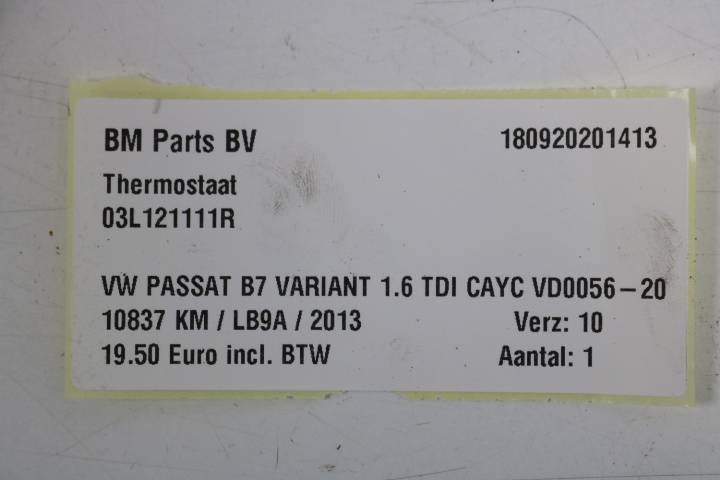 BM Parts BV 180920201413
Thermostaat
03L121111R
VW PASSAT B7 VARIANT 1.6 TDI CAYC VD0056-20
10837 KM / LB9A / 2013 Verz: 10
19.50 Euro incl. BTW Aantal: 1